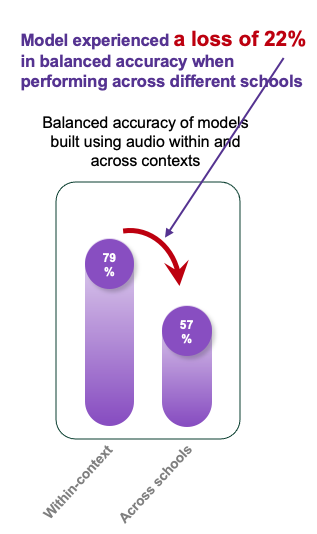 Model experienced a loss of 22%
in balanced accuracy when
performing across different schools
Balanced accuracy of models
built using audio within and
across contexts
79
%
57
%
Within-context
Across schools